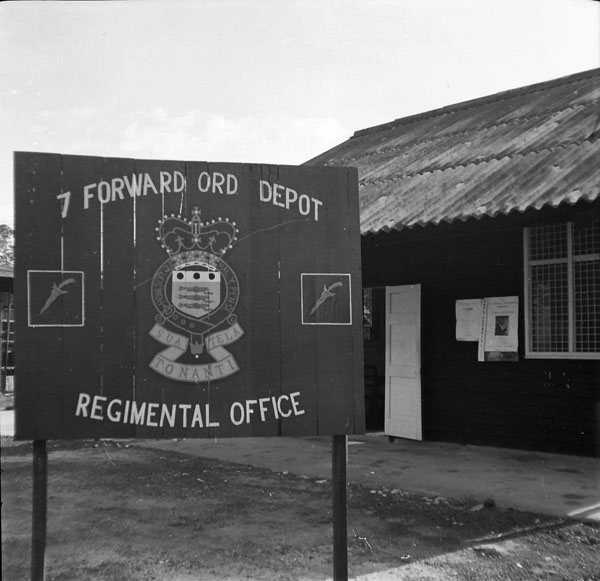 7 FORWARD ORD DEPOT
SUA TELA
TONANTI
REGIMENTAL OFFICE